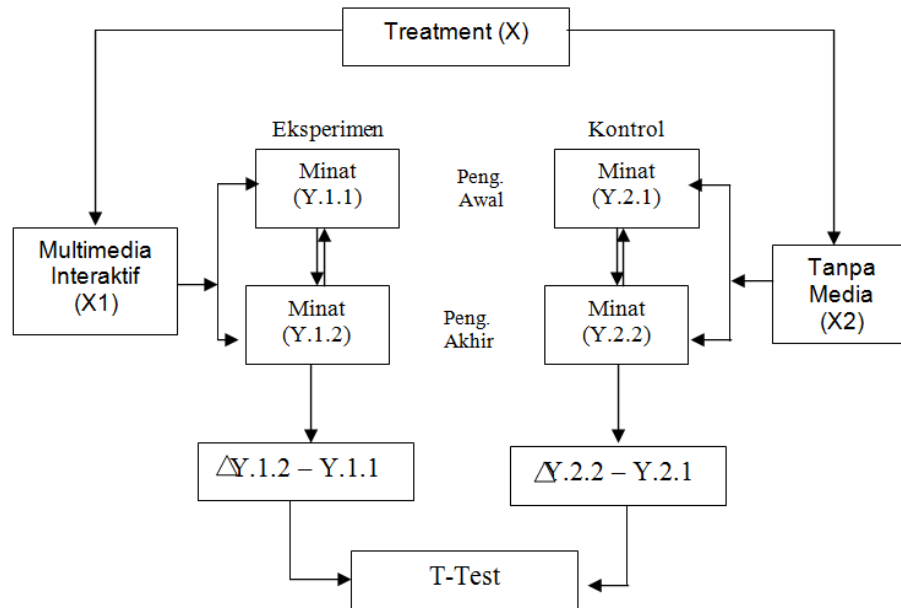 Treatment (X)
Eksperimen
Kontrol
Minat
(Y.1.1)
Peng.
Awal
Minat
(Y.2.1)
Multimedia
Interaktif
(X1)
Tanpa
Media
(X2)
Minat
(Y.1.2)
Peng.
Akhir
Minat
(Y.2.2)
△Y.1.2 – Y.1.1
△Y.2.2 – Y.2.1
T-Test